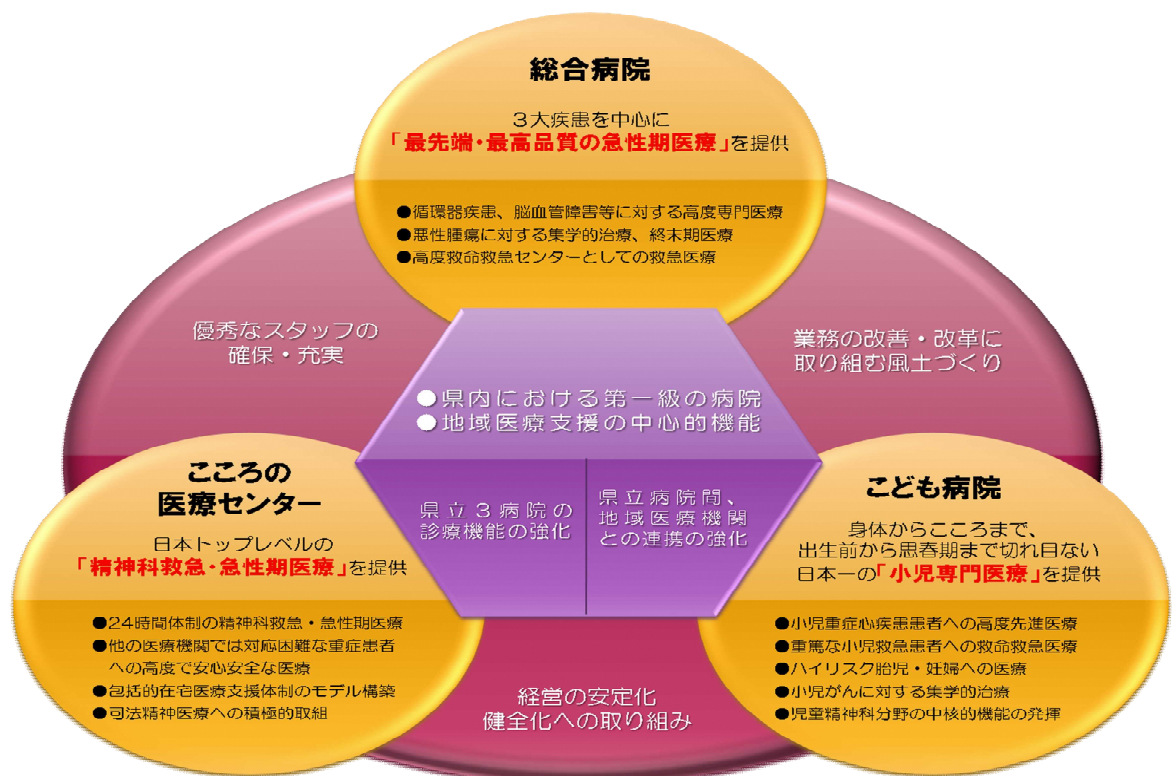 総合病院
3大疾患を中心に
「最先端・最高品質の急性期医療」を提供
●循環器疾患、脳血管障害等に対する高度専門医療
●悪性腫瘍に対する集学的治療、終末期医療
●高度救命救急センターとしての救急医療
優秀なスタッフの
確保・充実
業務の改善・改革に
取り組む風土づくり
●県内における第一級の病院
●地域医療支援の中心的機能
県立3病院の
診療機能の強化
県立病院間、
地域医療機関
との連携の強化
こころの
医療センター
日本トップレベルの
「精神科救急・急性期医療」を提供
●24時間体制の精神科救急・急性期医療
●他の医療機関では対応困難な重症患者
への高度で安心安全な医療
●包括的在宅医療支援体制のモデル構築
●司法精神医療への積極的取組
こども病院
身体からこころまで、
出生前から思春期まで切れ目ない
日本一の「小児専門医療」を提供
●小児重症心疾患患者への高度先進医療
●重篤な小児救急患者への救命救急医療
●ハイリスク胎児・妊婦への医療
●小児がんに対する集学的治療
●児童精神科分野の中核的機能の発揮
経営の安定化
健全化への取り組み